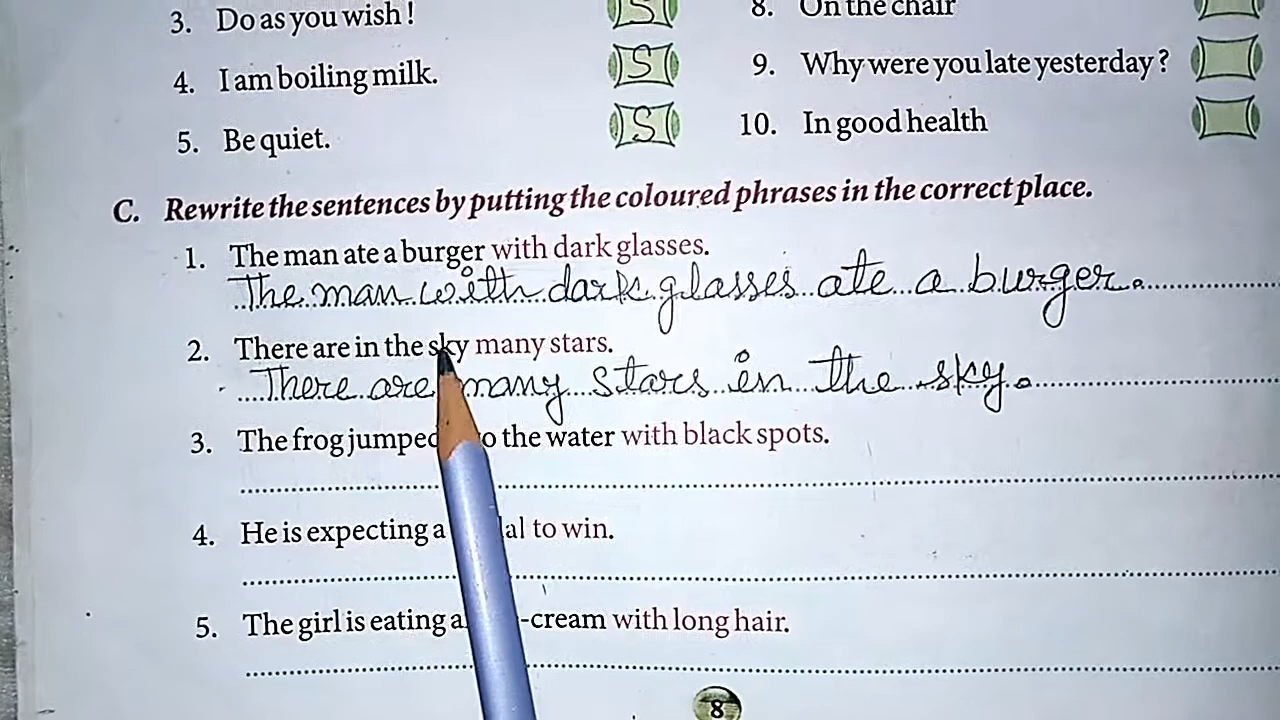 3. Do as you wish!
S
8. On the chair
4. I am boiling milk.
S
9. Why were you late yesterday?
5. Be quiet.
S
10. In good health
C. Rewrite the sentences by putting the coloured phrases in the correct place.
1. The man ate a burger with dark glasses.
The man with dark glasses ate a burger.
2. There are in the sky many stars.
There are many stars in the sky.
3. The frog jumped to the water with black spots.
4. He is expecting a to win.
5. The girl is eating -cream with long hair.
8